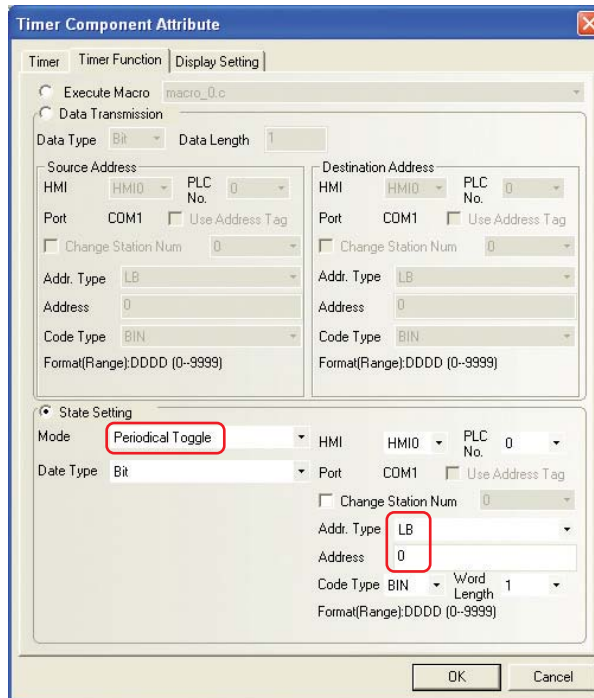 Timer Component Attribute
Timer Timer Function Display Setting
Execute Macro macro_0.c
Data Transmission
Data Type Bit Data Length 1
Source Address
HMI HMI0 PLC No. 0
Port COM1 Use Address Tag
Change Station Num 0
Addr. Type LB
Address 0
Code Type BIN
Format(Range):DDDD (0--9999)
Destination Address
HMI HMI0 PLC No. 0
Port COM1 Use Address Tag
Change Station Num 0
Addr. Type LB
Address 0
Code Type BIN
Format(Range):DDDD (0--9999)
State Setting
Mode Periodical Toggle
Date Type Bit
HMI HMI0 PLC No. 0
Port COM1 Use Address Tag
Change Station Num 0
Addr. Type LB
Address 0
Code Type BIN Word Length 1
Format(Range):DDDD (0--9999)
OK Cancel